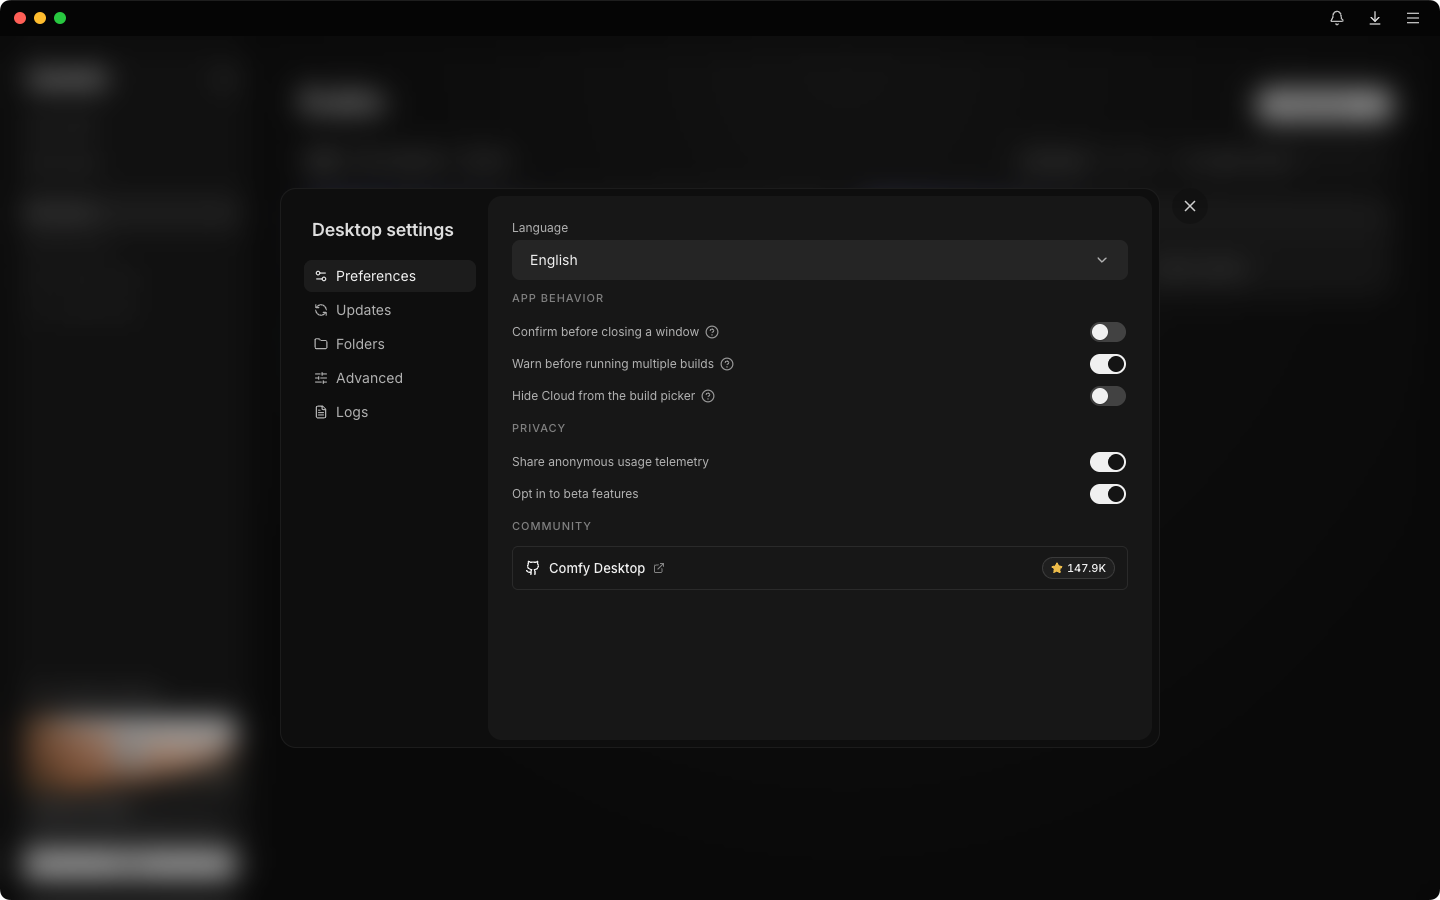 Desktop settings
Preferences
Updates
Folders
Advanced
Logs
Language
English
APP BEHAVIOR
Confirm before closing a window
Warn before running multiple builds
Hide Cloud from the build picker
PRIVACY
Share anonymous usage telemetry
Opt in to beta features
COMMUNITY
Comfy Desktop
147.9K